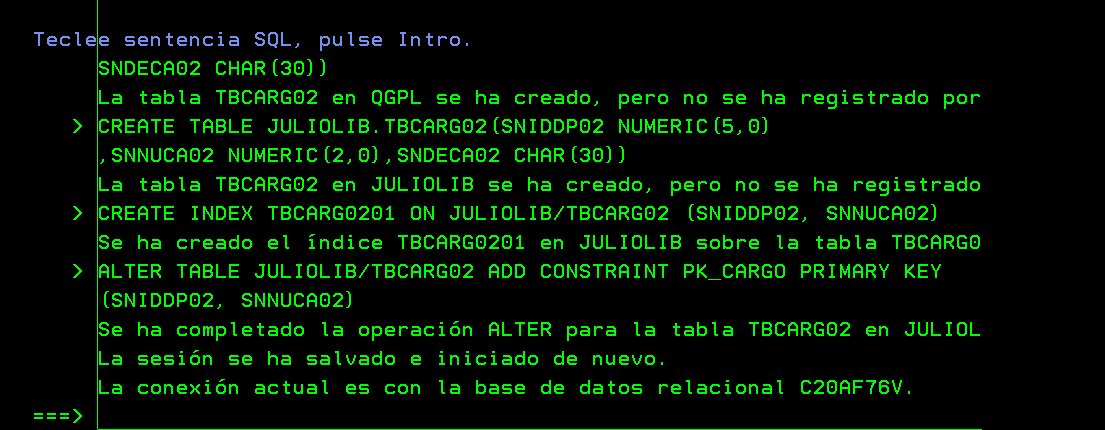 Teclee sentencia SQL, pulse Intro.
SNDECA02 CHAR(30))
La tabla TBCARG02 en QGPL se ha creado, pero no se ha registrado por
> CREATE TABLE JULIOLIB.TBCARG02(SNIDDP02 NUMERIC(5,0)
,SNNUCA02 NUMERIC(2,0),SNDECA02 CHAR(30))
La tabla TBCARG02 en JULIOLIB se ha creado, pero no se ha registrado
> CREATE INDEX TBCARG0201 ON JULIOLIB/TBCARG02 (SNIDDP02, SNNUCA02)
Se ha creado el índice TBCARG0201 en JULIOLIB sobre la tabla TBCARG0
> ALTER TABLE JULIOLIB/TBCARG02 ADD CONSTRAINT PK_CARGO PRIMARY KEY
(SNIDDP02, SNNUCA02)
Se ha completado la operación ALTER para la tabla TBCARG02 en JULIOL
La sesión se ha salvado e iniciado de nuevo.
La conexión actual es con la base de datos relacional C20AF76V.
===>